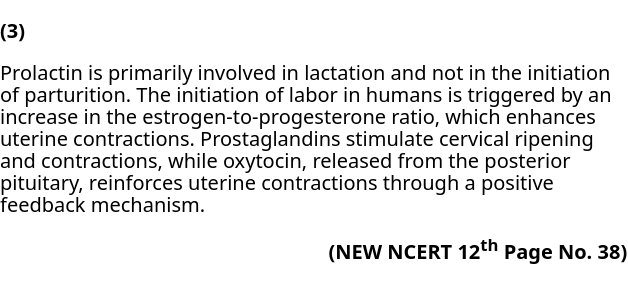 (3)
Prolactin is primarily involved in lactation and not in the initiation
of parturition. The initiation of labor in humans is triggered by an
increase in the estrogen-to-progesterone ratio, which enhances
uterine contractions. Prostaglandins stimulate cervical ripening
and contractions, while oxytocin, released from the posterior
pituitary, reinforces uterine contractions through a positive
feedback mechanism.
(NEW NCERT 12th Page No. 38)